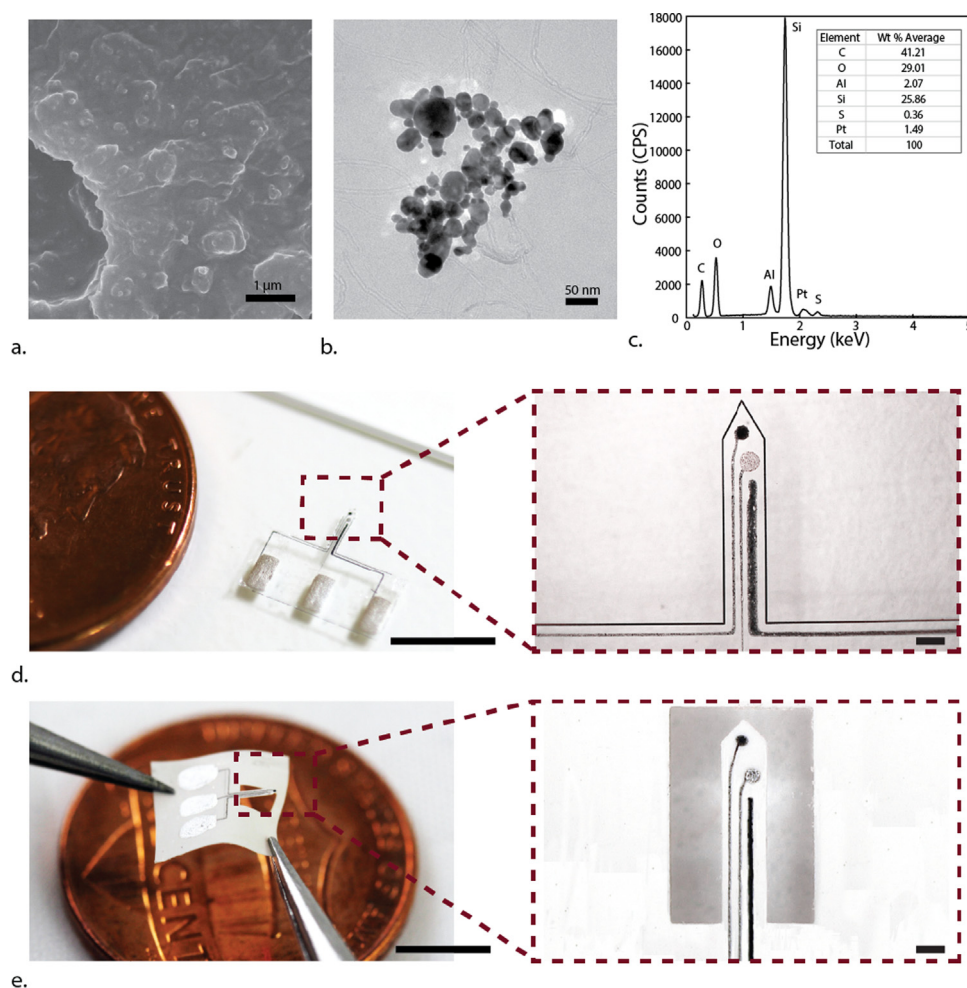 1 µm
a.
50 nm
b.
18000
16000
14000
12000
10000
8000
6000
4000
2000
0
Counts (CPS)
0
1
2
3
4
5
Energy (keV)
C
O
Al
Si
Pt
S
Element Wt % Average
C 41.21
O 29.01
Al 2.07
Si 25.86
S 0.36
Pt 1.49
Total 100
c.
TRUST
d.
CENT
e.